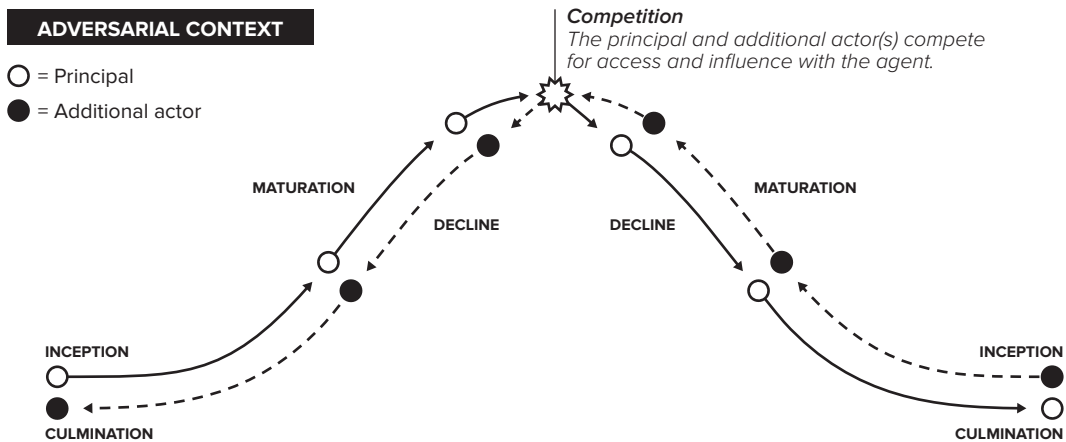 ADVERSARIAL CONTEXT
= Principal
= Additional actor
Competition
The principal and additional actor(s) compete
for access and influence with the agent.
MATURATION
MATURATION
DECLINE
DECLINE
INCEPTION
INCEPTION
CULMINATION
CULMINATION